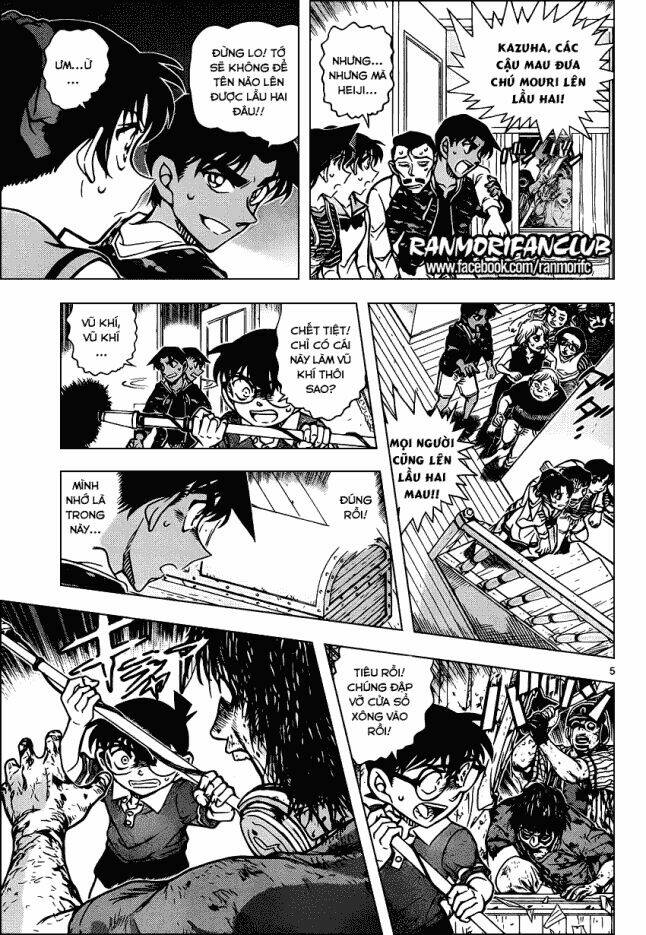 KAZUHA, CÁC
CẬU MAU ĐƯA
CHÚ MOURI LÊN
LẦU HAI!
NHƯNG...
NHƯNG MÀ
HEIJI...
ĐỪNG LO! TỚ
SẼ KHÔNG ĐỂ
TÊN NÀO LÊN
ĐƯỢC LẦU HAI
ĐÂU!!
ƯM...Ừ
...
RANMORIFANCLUB
www.facebook.com/ranmorifc
MỌI NGƯỜI
CŨNG LÊN
LẦU HAI
MAU!!
CHẾT TIỆT!
CHỈ CÓ CÁI
NÀY LÀM VŨ
KHÍ THÔI
SAO?
VŨ KHÍ,
VŨ KHÍ
...
ĐÚNG
RỒI!
MÌNH
NHỚ LÀ
TRONG
NÀY...
5
TIÊU RỒI!
CHÚNG ĐẬP
VỠ CỬA SỔ
XÔNG VÀO
RỒI!